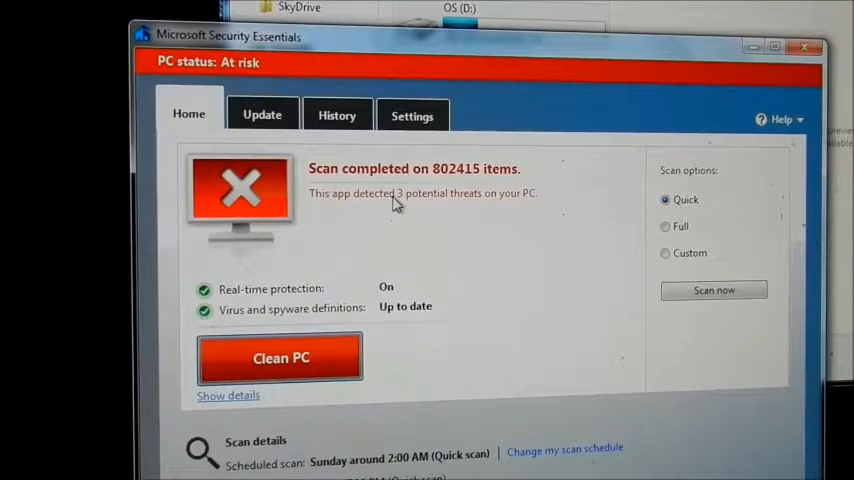 SkyDrive
OS (D:)
Microsoft Security Essentials
PC status: At risk
Home
Update
History
Settings
Help
Scan completed on 802415 items.
This app detected 3 potential threats on your PC.
Scan options:
Quick
Full
Custom
Scan now
Real-time protection: On
Virus and spyware definitions: Up to date
Clean PC
Show details
Scan details
Scheduled scan: Sunday around 2:00 AM (Quick scan) | Change my scan schedule